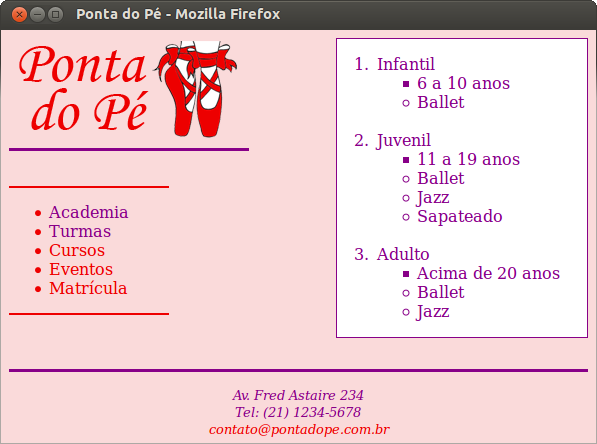 Ponta do Pé - Mozilla Firefox
Ponta
do Pé
Academia
Turmas
Cursos
Eventos
Matrícula
1. Infantil
6 a 10 anos
Ballet
2. Juvenil
11 a 19 anos
Ballet
Jazz
Sapateado
3. Adulto
Acima de 20 anos
Ballet
Jazz
Av. Fred Astaire 234
Tel: (21) 1234-5678
contato@pontadope.com.br